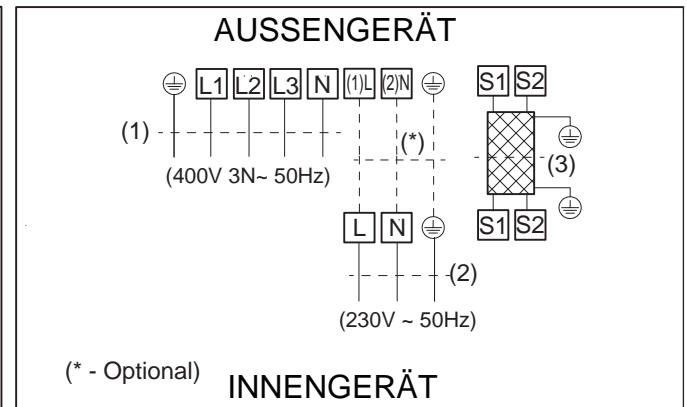 AUSSENGERÄT
L1 L2 L3 N (1)L (2)N S1 S2
(1) (*) (3)
(400V 3N~ 50Hz)
L N S1 S2
(2)
(230V ~ 50Hz)
(* - Optional)
INNENGERÄT